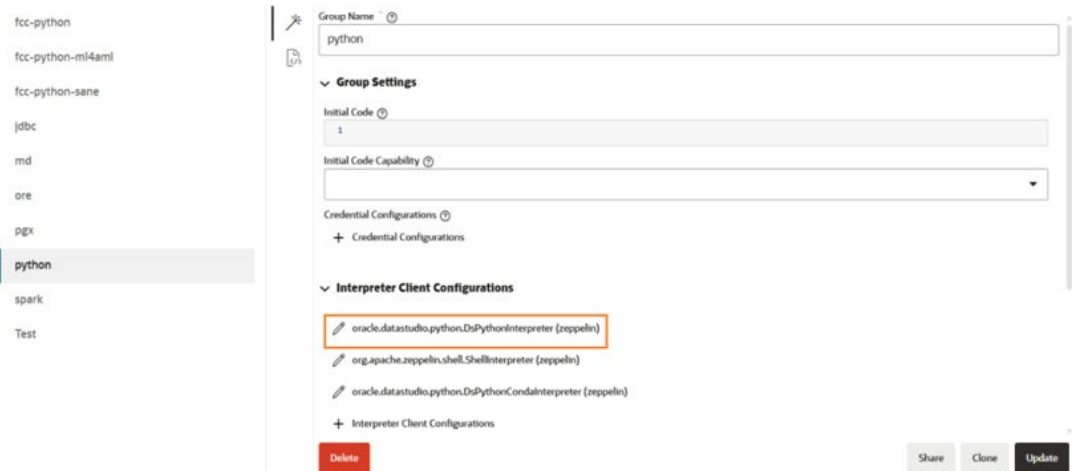 fcc-python
fcc-python-ml4aml
fcc-python-sane
jdbc
md
ore
pgx
python
spark
Test
Group Name
python
Group Settings
Initial Code
1
Initial Code Capability
Credential Configurations
+ Credential Configurations
Interpreter Client Configurations
oracle.datastudio.python.DsPythonInterpreter (zeppelin)
org.apache.zeppelin.shell.ShellInterpreter (zeppelin)
oracle.datastudio.python.DsPythonCondaInterpreter (zeppelin)
+ Interpreter Client Configurations
Delete
Share
Clone
Update